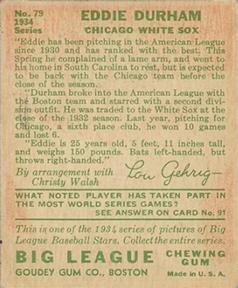 No. 79
1934
Series
EDDIE DURHAM
CHICAGO WHITE SOX
"Eddie has been pitching in the American League
since 1930 and has ranked with the best. This
Spring he complained of a lame arm, and went to
his home in South Carolina to rest, but is expected to
be back with the Chicago team before the
close of the season.
"Durham broke into the American League with
the Boston team and starred with a second divi-
sion outfit. He was traded to the White Sox at the
close of the 1932 season. Last year, pitching for
Chicago, a sixth place club, he won 10 games
and lost 6.
"Eddie is 25 years old, 5 feet, 11 inches tall,
and weighs 150 pounds. Bats left-handed, but
throws right-handed."
By arrangement with
Christy Walsh
Lou Gehrig
WHAT NOTED PLAYER HAS TAKEN PART IN
THE MOST WORLD SERIES GAMES?
SEE ANSWER ON CARD No. 91
This is one of the 1934 series of pictures of Big
League Baseball Stars. Collect the entire series.
BIG LEAGUE CHEWING
GUM
GOUDEY GUM CO., BOSTON Made in U. S. A.